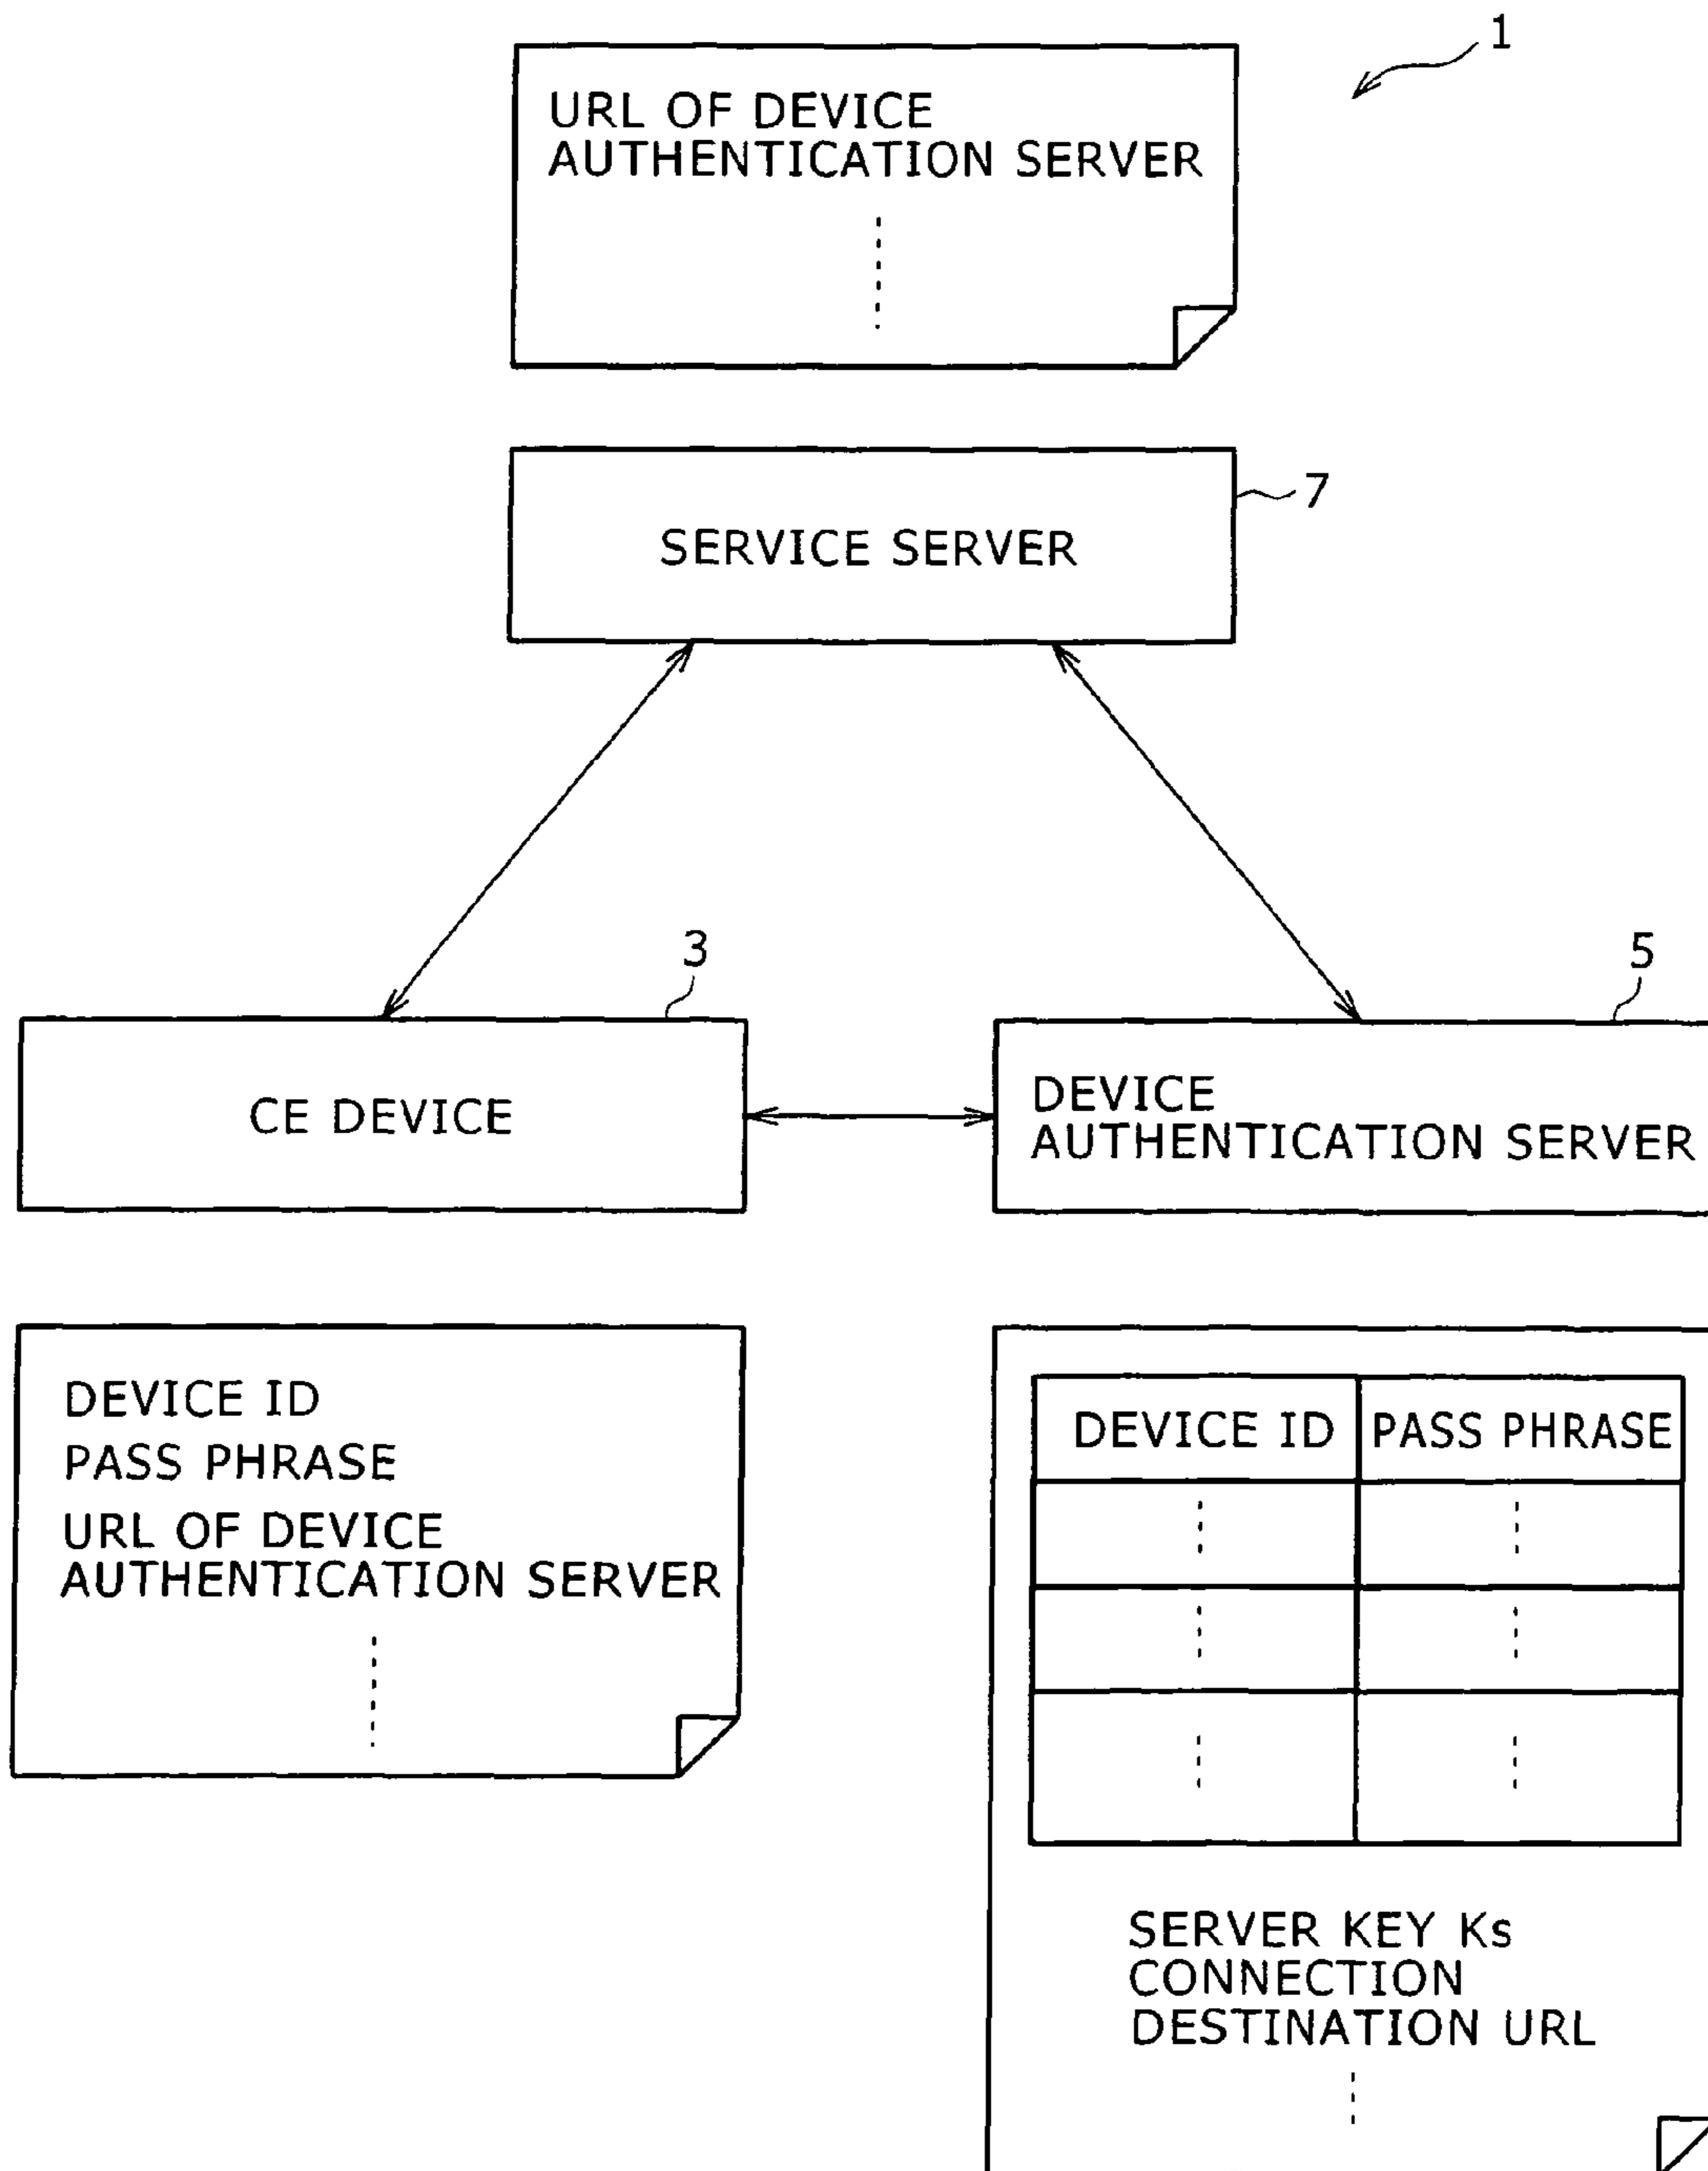 1
URL OF DEVICE
AUTHENTICATION SERVER
7
SERVICE SERVER
3
5
CE DEVICE
DEVICE
AUTHENTICATION SERVER
DEVICE ID
PASS PHRASE
URL OF DEVICE
AUTHENTICATION SERVER
DEVICE ID PASS PHRASE
SERVER KEY Ks
CONNECTION
DESTINATION URL